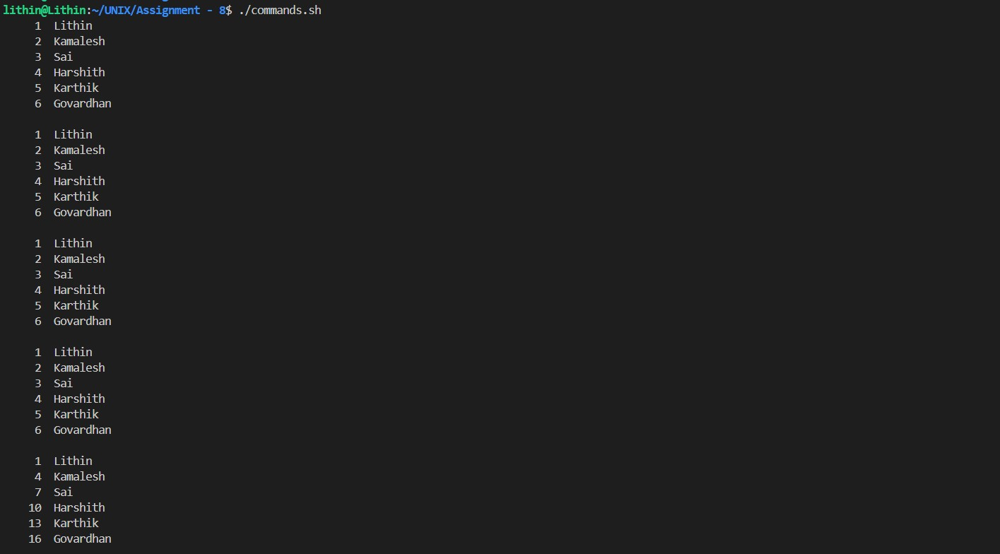 lithin@Lithin:~/UNIX/Assignment - 8$ ./commands.sh
     1  Lithin
     2  Kamalesh
     3  Sai
     4  Harshith
     5  Karthik
     6  Govardhan

     1  Lithin
     2  Kamalesh
     3  Sai
     4  Harshith
     5  Karthik
     6  Govardhan

     1  Lithin
     2  Kamalesh
     3  Sai
     4  Harshith
     5  Karthik
     6  Govardhan

     1  Lithin
     2  Kamalesh
     3  Sai
     4  Harshith
     5  Karthik
     6  Govardhan

     1  Lithin
     4  Kamalesh
     7  Sai
    10  Harshith
    13  Karthik
    16  Govardhan